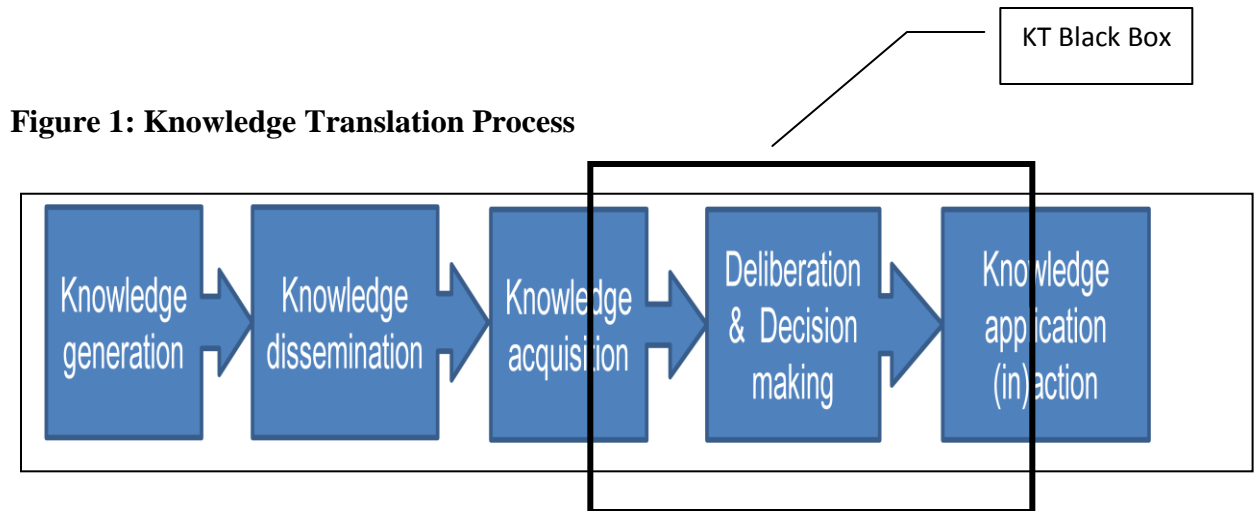 KT Black Box
Figure 1: Knowledge Translation Process
Knowledge
generation
Knowledge
dissemination
Knowledge
acquisition
Deliberation
& Decision
making
Knowledge
application
(in)action